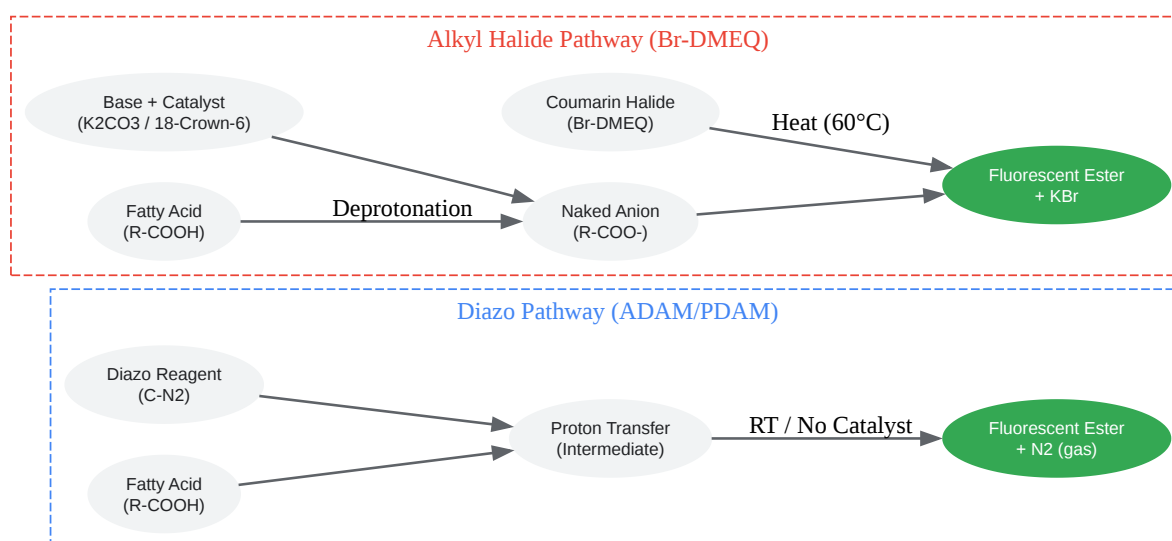 Alkyl Halide Pathway (Br-DMEQ)
Base + Catalyst
(K2CO3 / 18-Crown-6)
Coumarin Halide
(Br-DMEQ)
Heat (60°C)
Fluorescent Ester
+ KBr
Fatty Acid
(R-COOH)
Deprotonation
Naked Anion
(R-COO-)
Diazo Pathway (ADAM/PDAM)
Diazo Reagent
(C-N2)
Proton Transfer
(Intermediate)
RT / No Catalyst
Fluorescent Ester
+ N2 (gas)
Fatty Acid
(R-COOH)